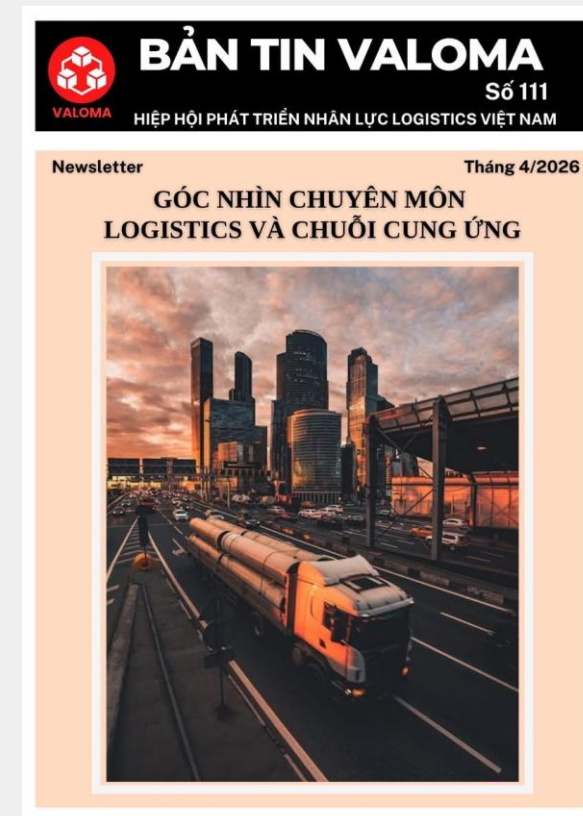 BẢN TIN VALOMA
Số 111
VALOMA
HIỆP HỘI PHÁT TRIỂN NHÂN LỰC LOGISTICS VIỆT NAM
Newsletter
Tháng 4/2026
GÓC NHÌN CHUYÊN MÔN
LOGISTICS VÀ CHUỖI CUNG ỨNG